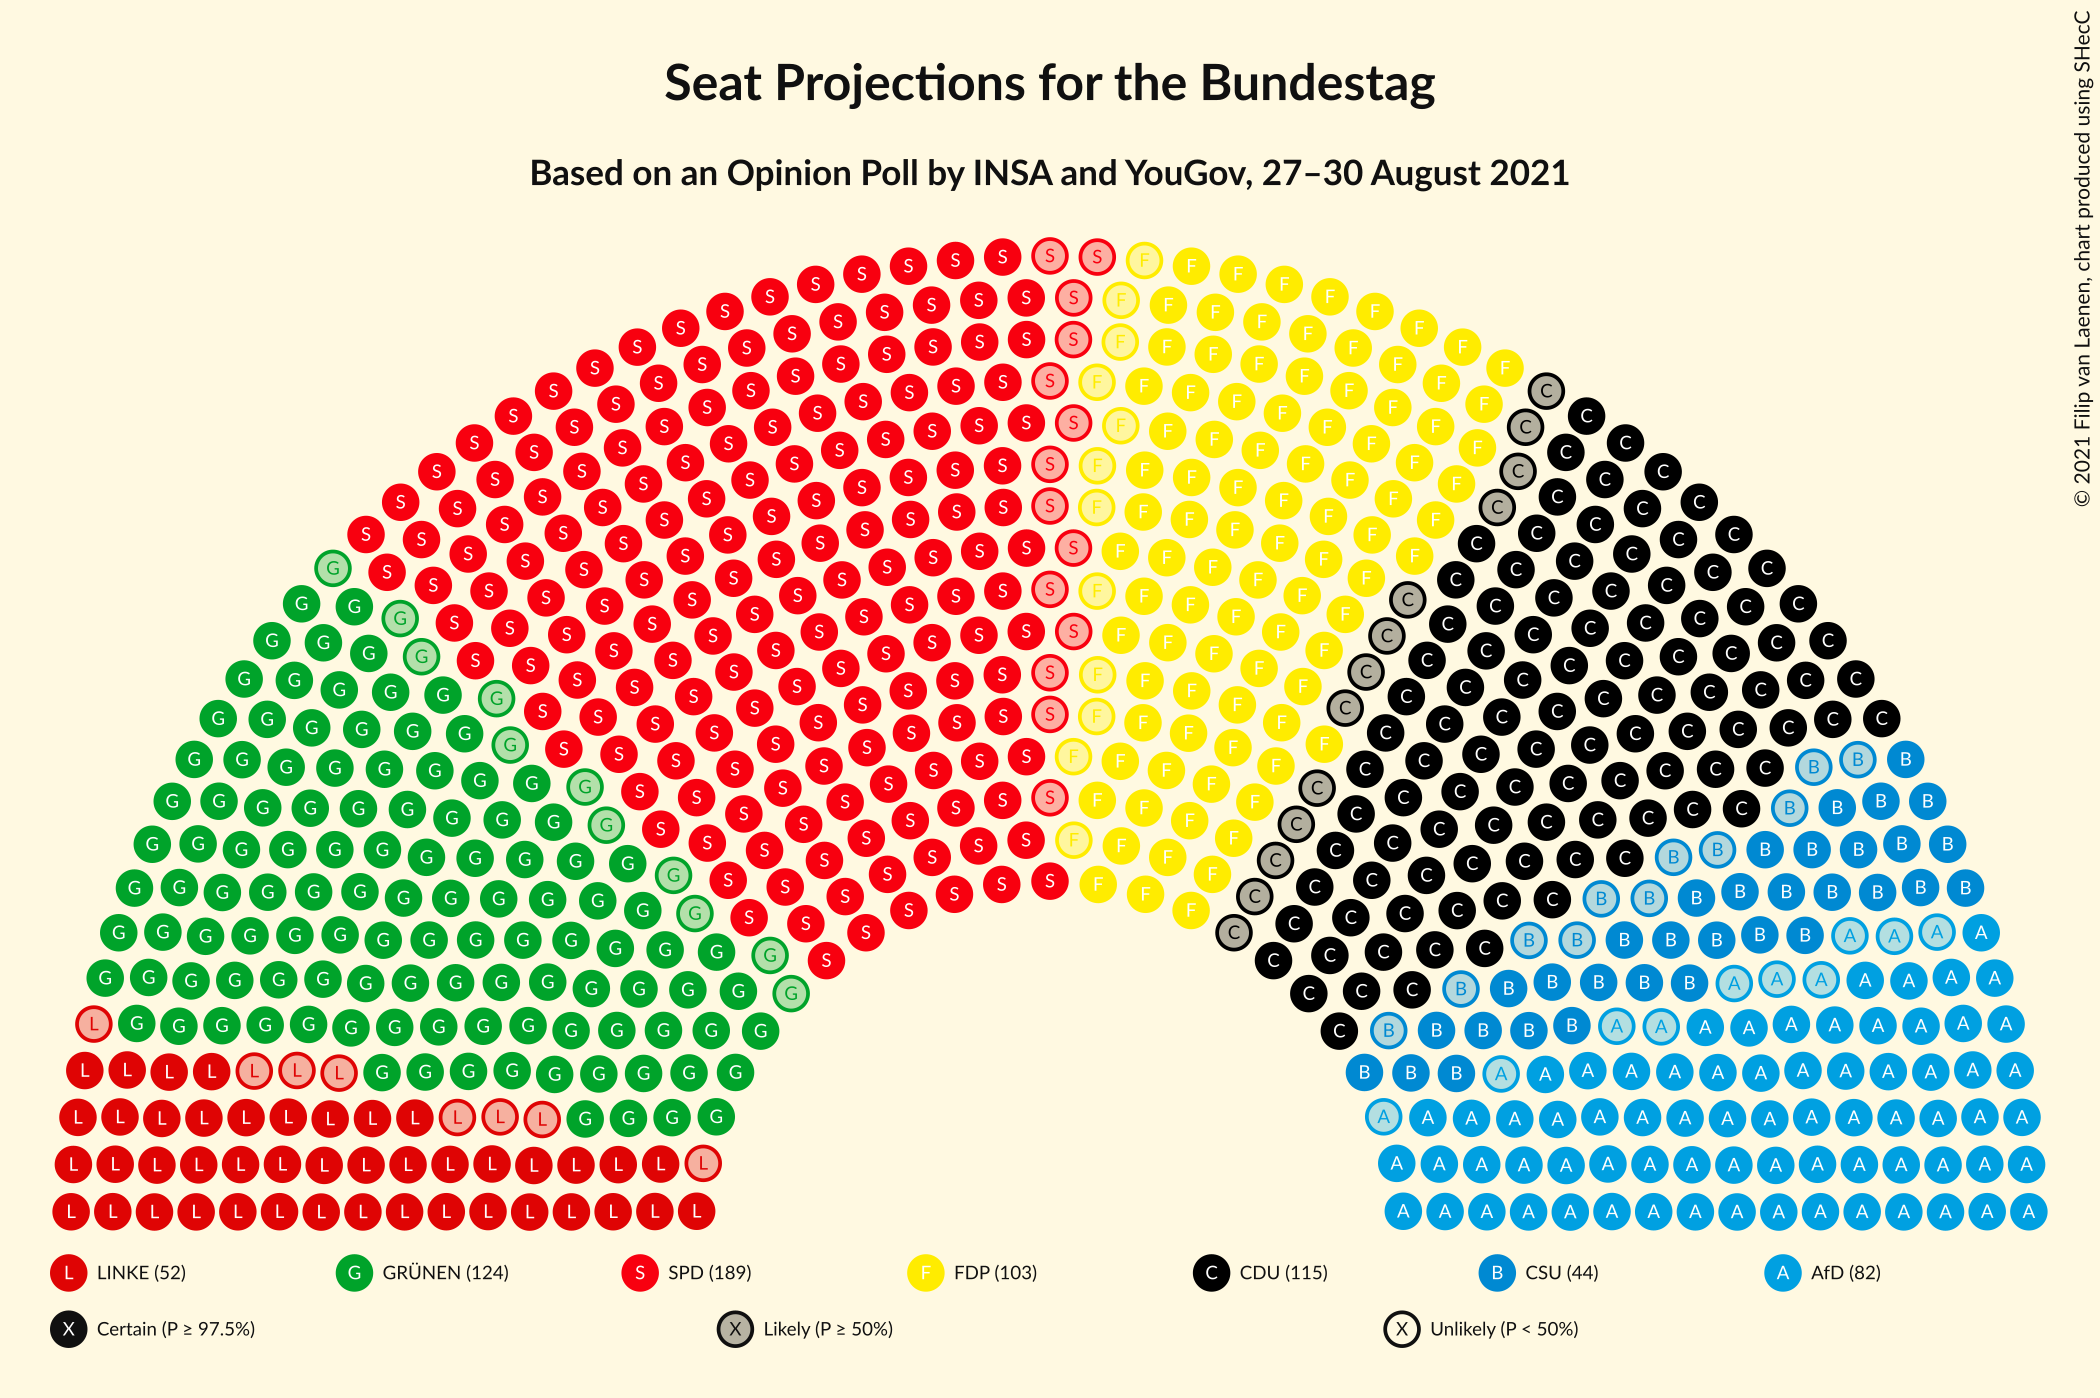 Seat Projections for the Bundestag
Based on an Opinion Poll by INSA and YouGov, 27–30 August 2021
© 2021 Filip van Laenen, chart produced using SHecC
L LINKE (52)
G GRÜNEN (124)
S SPD (189)
F FDP (103)
C CDU (115)
B CSU (44)
A AfD (82)
X Certain (P ≥ 97.5%)
X Likely (P ≥ 50%)
X Unlikely (P < 50%)